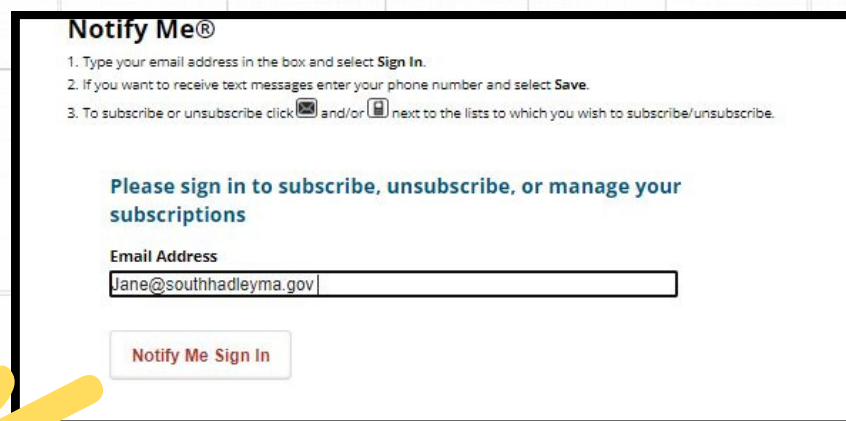 Notify Me®
1. Type your email address in the box and select Sign In.
2. If you want to receive text messages enter your phone number and select Save.
3. To subscribe or unsubscribe click and/or next to the lists to which you wish to subscribe/unsubscribe.
Please sign in to subscribe, unsubscribe, or manage your
subscriptions
Email Address
Jane@southhadleyma.gov
Notify Me Sign In